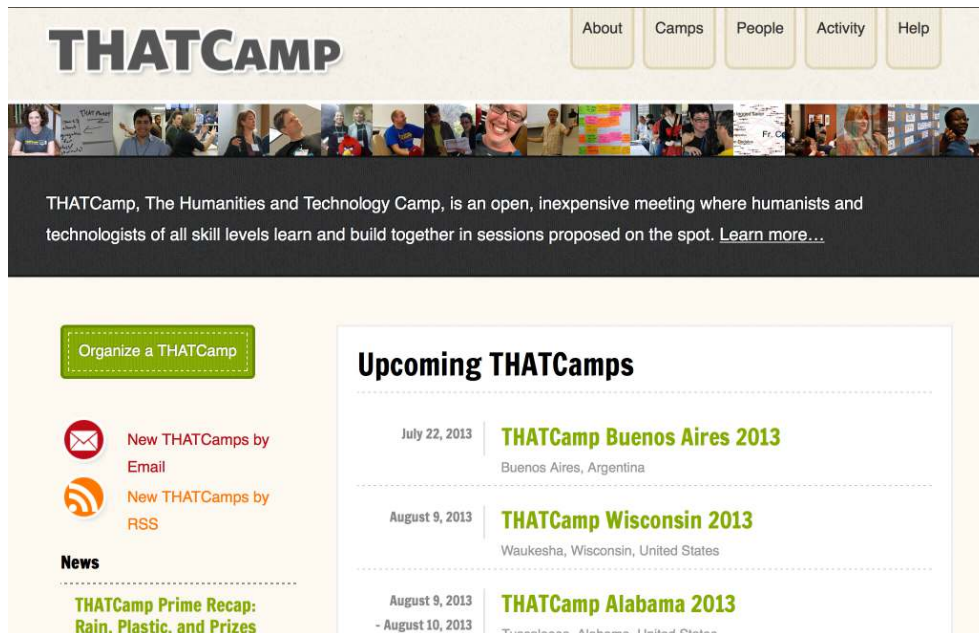 THATCAMP
About Camps People Activity Help
THATCamp, The Humanities and Technology Camp, is an open, inexpensive meeting where humanists and
technologists of all skill levels learn and build together in sessions proposed on the spot. Learn more...
Organize a THATCamp
New THATCamps by
Email
New THATCamps by
RSS
News
THATCamp Prime Recap:
Rain, Plastic, and Prizes
Upcoming THATCamps
July 22, 2013
THATCamp Buenos Aires 2013
Buenos Aires, Argentina
August 9, 2013
THATCamp Wisconsin 2013
Waukesha, Wisconsin, United States
August 9, 2013
- August 10, 2013
THATCamp Alabama 2013
Tuscaloosa, Alabama, United States